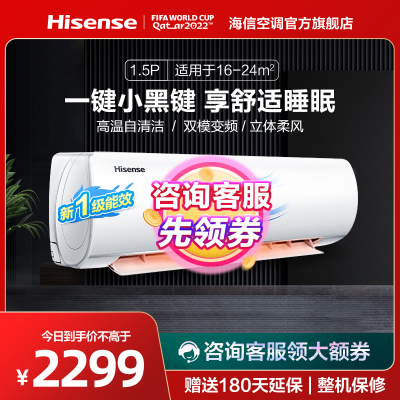 Hisense
FIFA WORLD CUP
Qatar2022
海信空调官方旗舰店
1.5P 适用于16-24m²
一键小黑键 享舒适睡眠
高温自清洁 / 双模变频 / 立体柔风
Hisense
新1级能效
咨询客服
先领券
今日到手价不高于
¥2299
咨询客服领大额券
赠送180天延保 | 整机保修